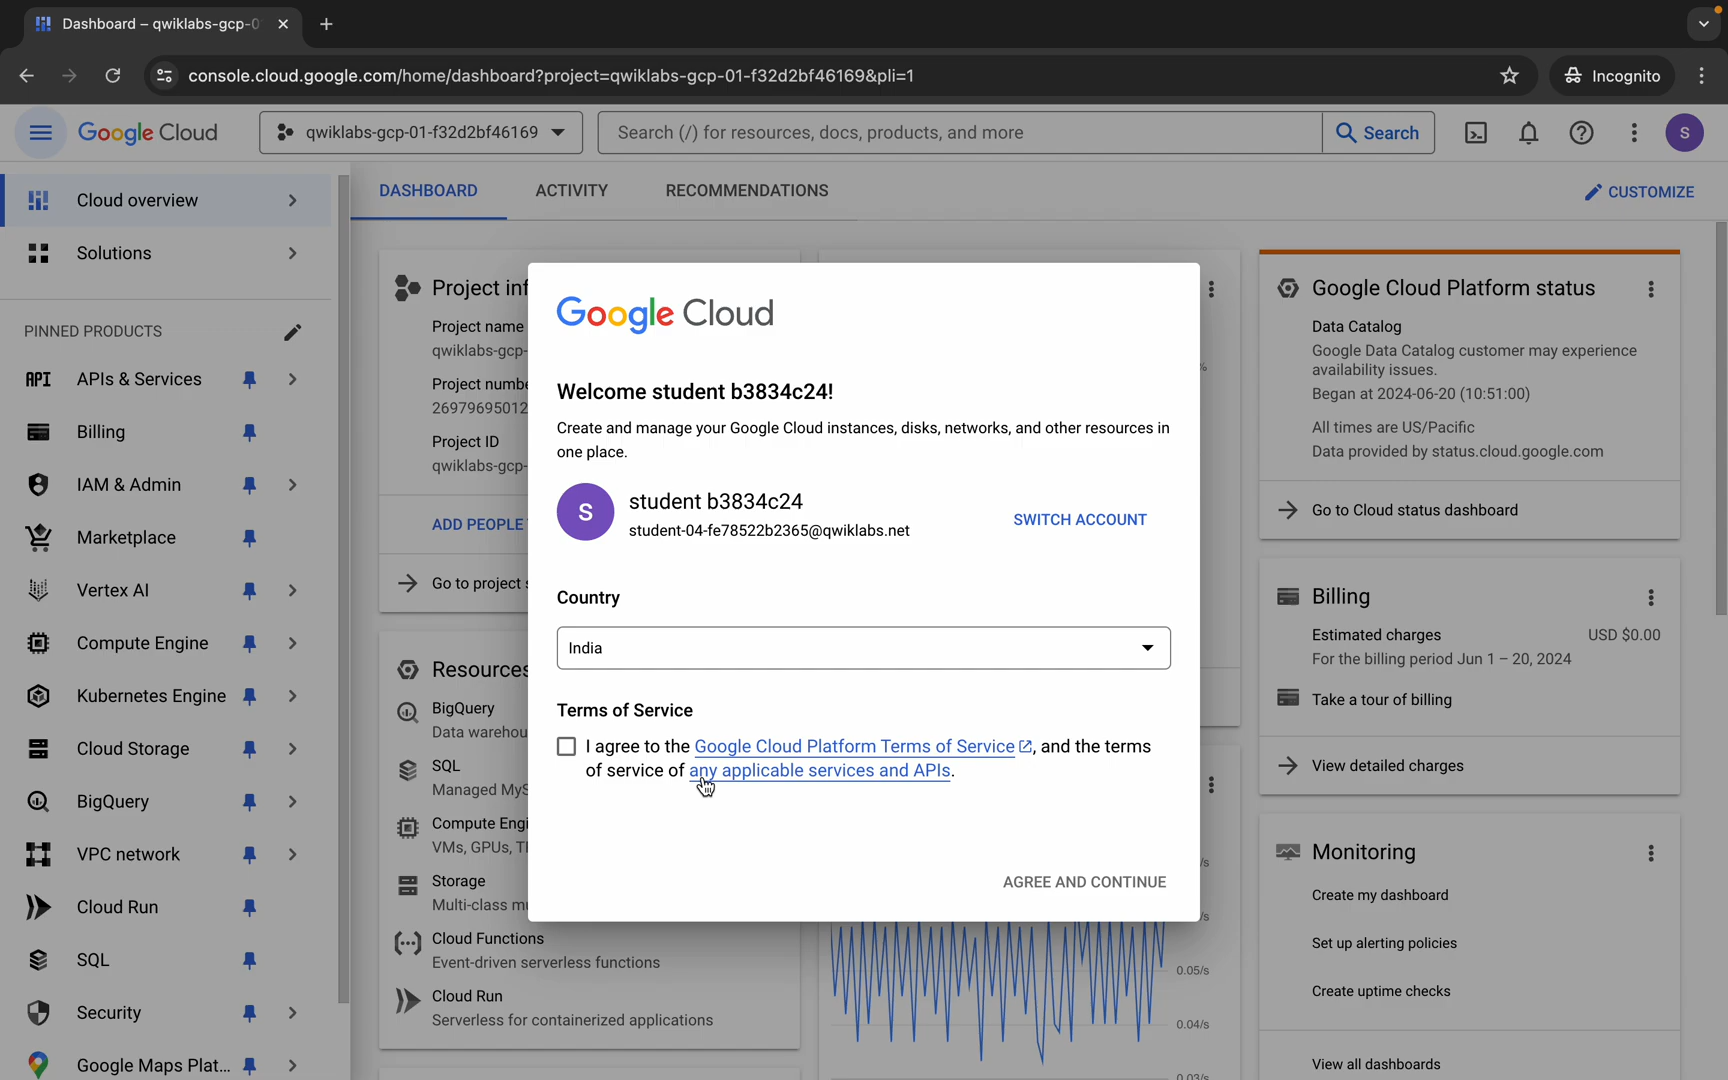 Dashboard – qwiklabs-gcp-0
console.cloud.google.com/home/dashboard?project=qwiklabs-gcp-01-f32d2bf46169&pli=1
Incognito
Google Cloud
qwiklabs-gcp-01-f32d2bf46169
Search (/) for resources, docs, products, and more
Search
S
Cloud overview
Solutions
PINNED PRODUCTS
API APIs & Services
Billing
IAM & Admin
Marketplace
Vertex AI
Compute Engine
Kubernetes Engine
Cloud Storage
BigQuery
VPC network
Cloud Run
SQL
Security
Google Maps Plat...
DASHBOARD
ACTIVITY
RECOMMENDATIONS
CUSTOMIZE
Project inf
Project name
qwiklabs-gcp-
Project numbe
26979695012
Project ID
qwiklabs-gcp-
ADD PEOPLE
Go to project s
Resources
BigQuery
Data warehou
SQL
Managed MyS
Compute Engi
VMs, GPUs, T
Storage
Multi-class mu
Cloud Functions
Event-driven serverless functions
Cloud Run
Serverless for containerized applications
Google Cloud
Welcome student b3834c24!
Create and manage your Google Cloud instances, disks, networks, and other resources in
one place.
S
student b3834c24
student-04-fe78522b2365@qwiklabs.net
SWITCH ACCOUNT
Country
India
Terms of Service
I agree to the Google Cloud Platform Terms of Service, and the terms
of service of any applicable services and APIs.
AGREE AND CONTINUE
%
/s
/s
0.05/s
0.04/s
0.03/s
Google Cloud Platform status
Data Catalog
Google Data Catalog customer may experience
availability issues.
Began at 2024-06-20 (10:51:00)
All times are US/Pacific
Data provided by status.cloud.google.com
Go to Cloud status dashboard
Billing
Estimated charges USD $0.00
For the billing period Jun 1 – 20, 2024
Take a tour of billing
View detailed charges
Monitoring
Create my dashboard
Set up alerting policies
Create uptime checks
View all dashboards